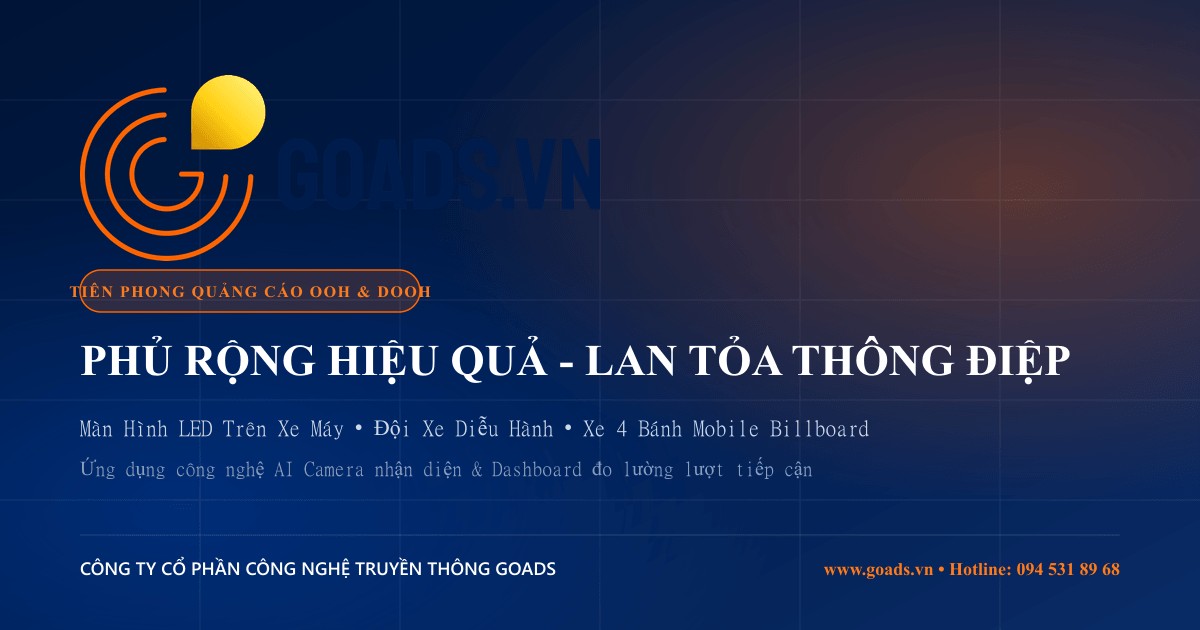 GOADS.VN
TIÊN PHONG QUẢNG CÁO OOH & DOOH
PHỦ RỘNG HIỆU QUẢ - LAN TỎA THÔNG ĐIỆP
Màn Hình LED Trên Xe Máy • Đội Xe Diễu Hành • Xe 4 Bánh Mobile Billboard
Ứng dụng công nghệ AI Camera nhận diện & Dashboard đo lường lượt tiếp cận
CÔNG TY CỔ PHẦN CÔNG NGHỆ TRUYỀN THÔNG GOADS
www.goads.vn • Hotline: 094 531 89 68